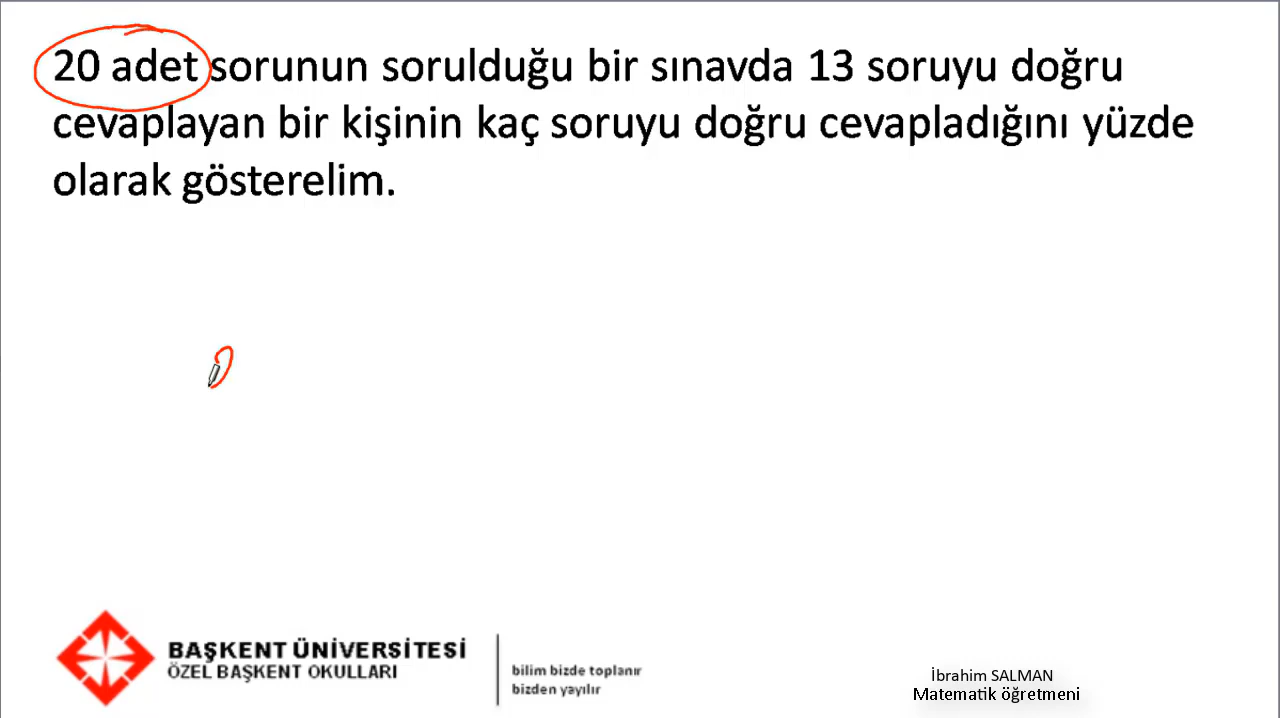 20 adet sorunun sorulduğu bir sınavda 13 soruyu doğru
cevaplayan bir kişinin kaç soruyu doğru cevapladığını yüzde
olarak gösterelim.
BAŞKENT ÜNİVERSİTESİ
ÖZEL BAŞKENT OKULLARI
bilim bizde toplanır
bizden yayılır
İbrahim SALMAN
Matematik öğretmeni